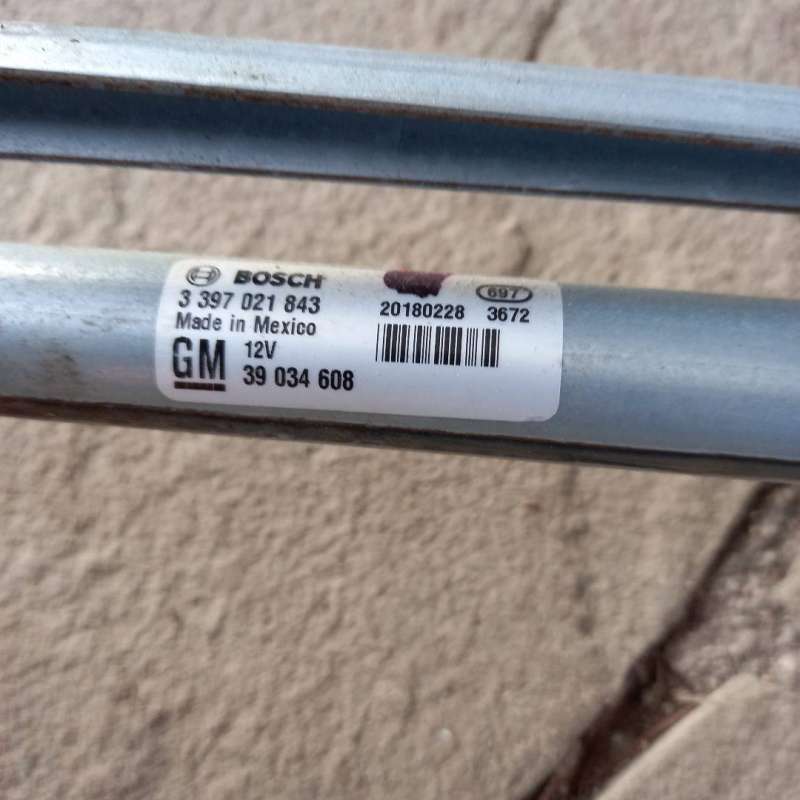 BOSCH
3 397 021 843
Made in Mexico
GM
12V
39 034 608
697
20180228 3672